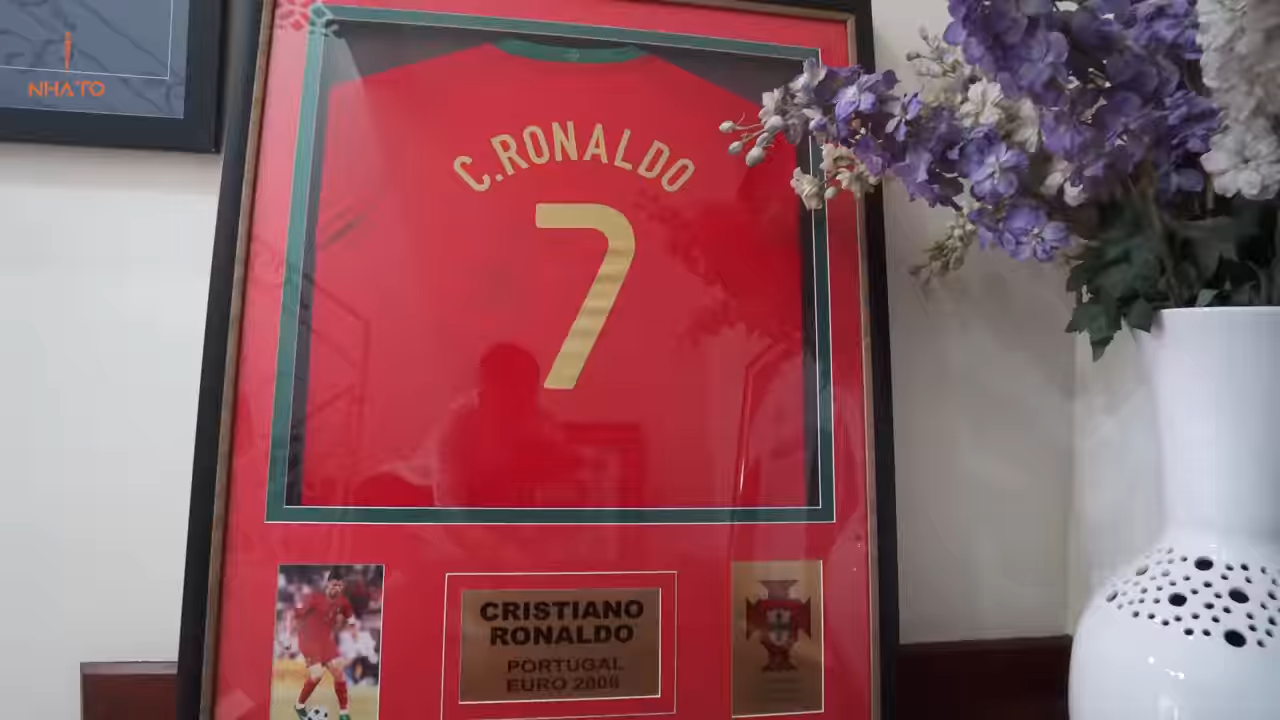 NHA TO
C.RONALDO
7
CRISTIANO
RONALDO
PORTUGAL
EURO 2008